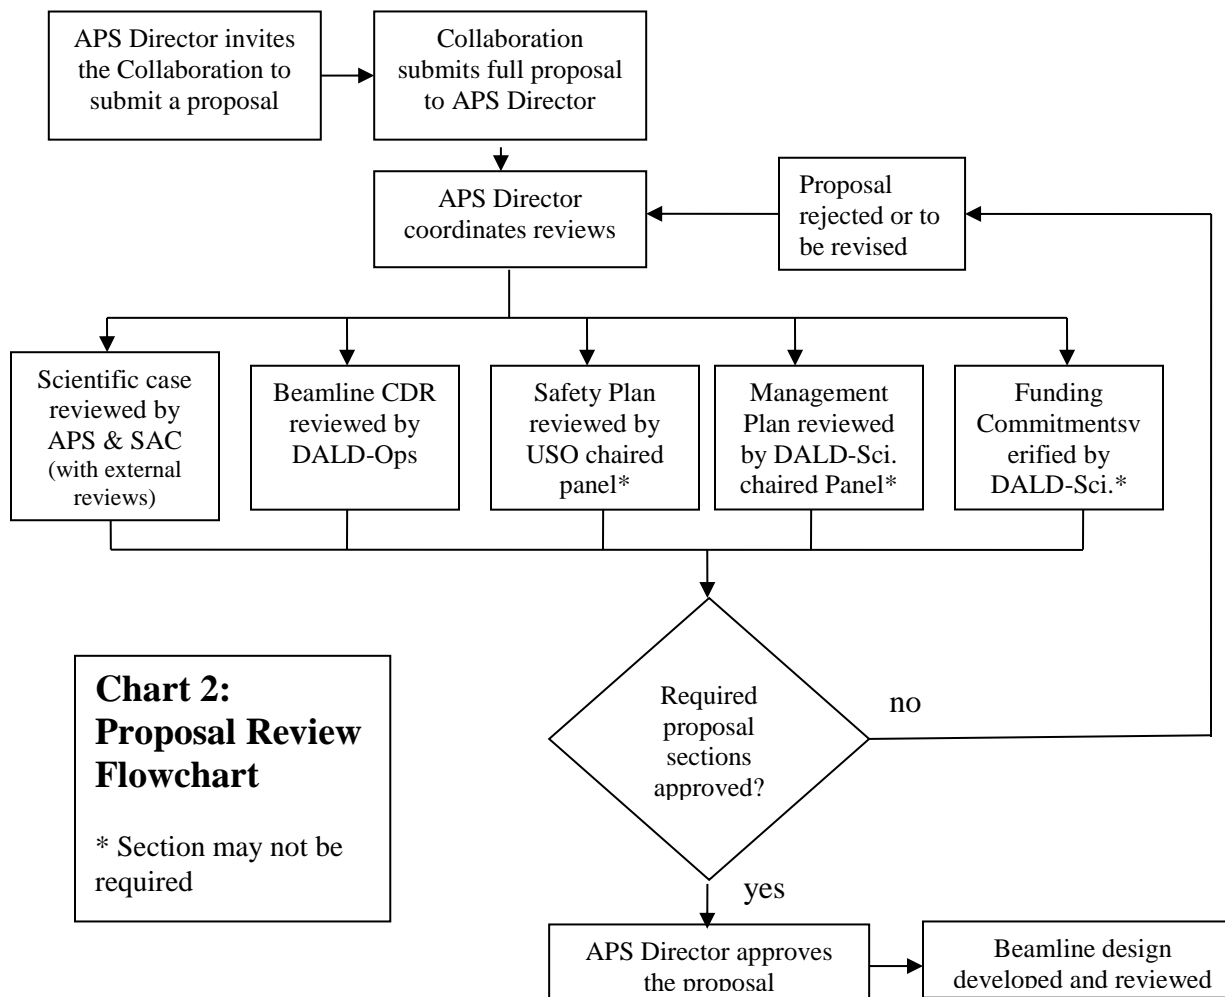 APS Director invites
the Collaboration to
submit a proposal
Collaboration
submits full proposal
to APS Director
APS Director
coordinates reviews
Proposal
rejected or to
be revised
Scientific case
reviewed by
APS & SAC
(with external
reviews)
Beamline CDR
reviewed by
DALD-Ops
Safety Plan
reviewed by
USO chaired
panel*
Management
Plan reviewed
by DALD-Sci.
chaired Panel*
Funding
Commitmentsv
erified by
DALD-Sci.*
Required
proposal
sections
approved?
no
yes
Chart 2:
Proposal Review
Flowchart
* Section may not be
required
APS Director approves
the proposal
Beamline design
developed and reviewed